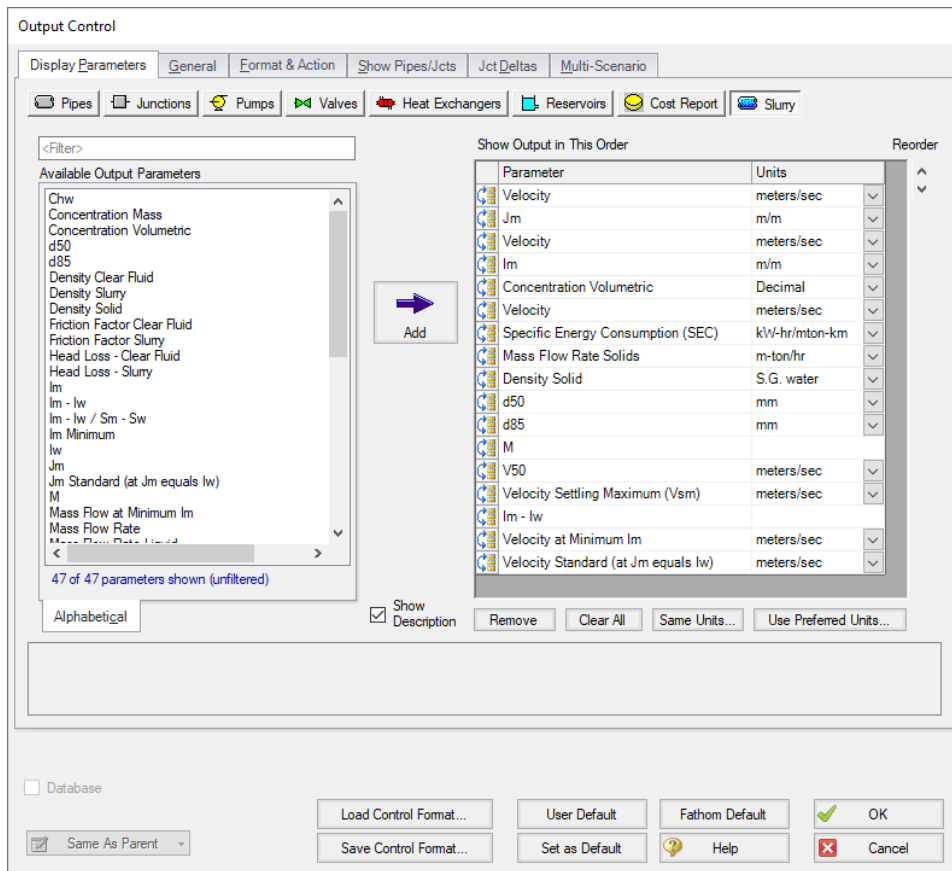 Output Control
Display Parameters
General
Format & Action
Show Pipes/Jcts
Jct Deltas
Multi-Scenario
Pipes
Junctions
Pumps
Valves
Heat Exchangers
Reservoirs
Cost Report
Slurry
<Filter>
Available Output Parameters
Chw
Concentration Mass
Concentration Volumetric
d50
d85
Density Clear Fluid
Density Slurry
Density Solid
Friction Factor Clear Fluid
Friction Factor Slurry
Head Loss - Clear Fluid
Head Loss - Slurry
Im
Im - Iw
Im - Iw / Sm - Sw
Im Minimum
Iw
Jm
Jm Standard (at Jm equals Iw)
M
Mass Flow at Minimum Im
Mass Flow Rate
Mass Flow Rate Liquid
47 of 47 parameters shown (unfiltered)
Alphabetical
Add
Show
Description
Show Output in This Order
Reorder
Parameter Units
Velocity meters/sec
Jm m/m
Velocity meters/sec
Im m/m
Concentration Volumetric Decimal
Velocity meters/sec
Specific Energy Consumption (SEC) kW-hr/mton-km
Mass Flow Rate Solids m-ton/hr
Density Solid S.G. water
d50 mm
d85 mm
M
V50 meters/sec
Velocity Settling Maximum (Vsm) meters/sec
Im - Iw
Velocity at Minimum Im meters/sec
Velocity Standard (at Jm equals Iw) meters/sec
Remove
Clear All
Same Units...
Use Preferred Units...
Database
Same As Parent
Load Control Format...
User Default
Fathom Default
OK
Save Control Format...
Set as Default
Help
Cancel